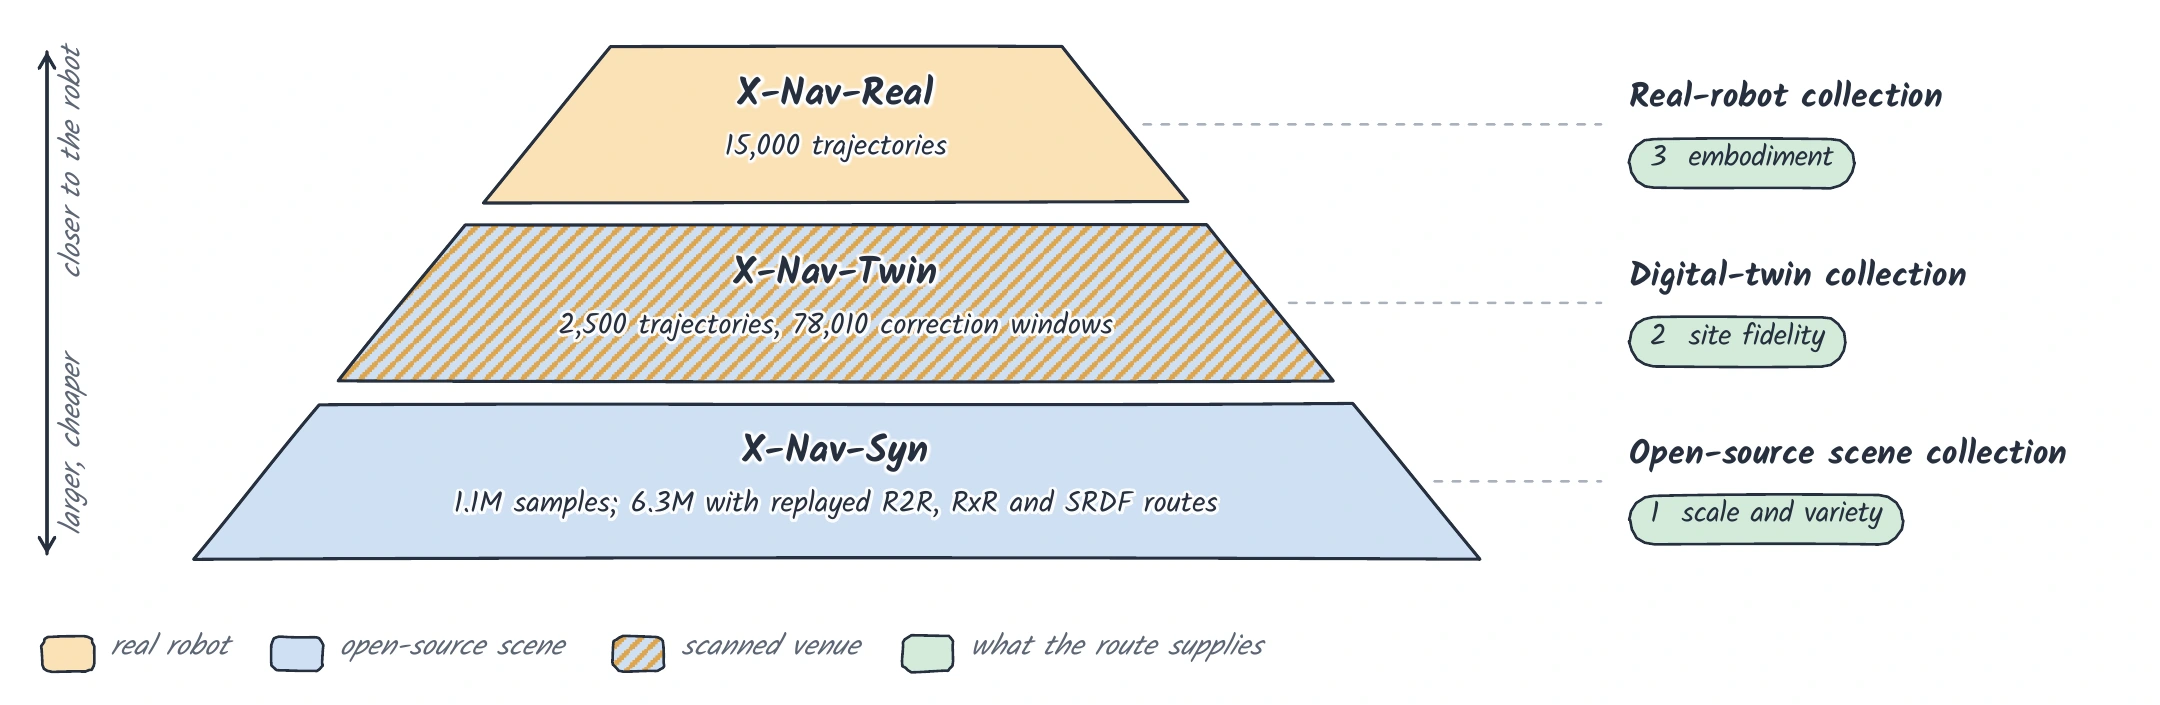 closer to the robot
larger, cheaper
X-Nav-Real
15,000 trajectories
Real-robot collection
3 embodiment
X-Nav-Twin
2,500 trajectories, 78,010 correction windows
Digital-twin collection
2 site fidelity
X-Nav-Syn
1.1M samples; 6.3M with replayed R2R, RxR and SRDF routes
Open-source scene collection
1 scale and variety
real robot
open-source scene
scanned venue
what the route supplies